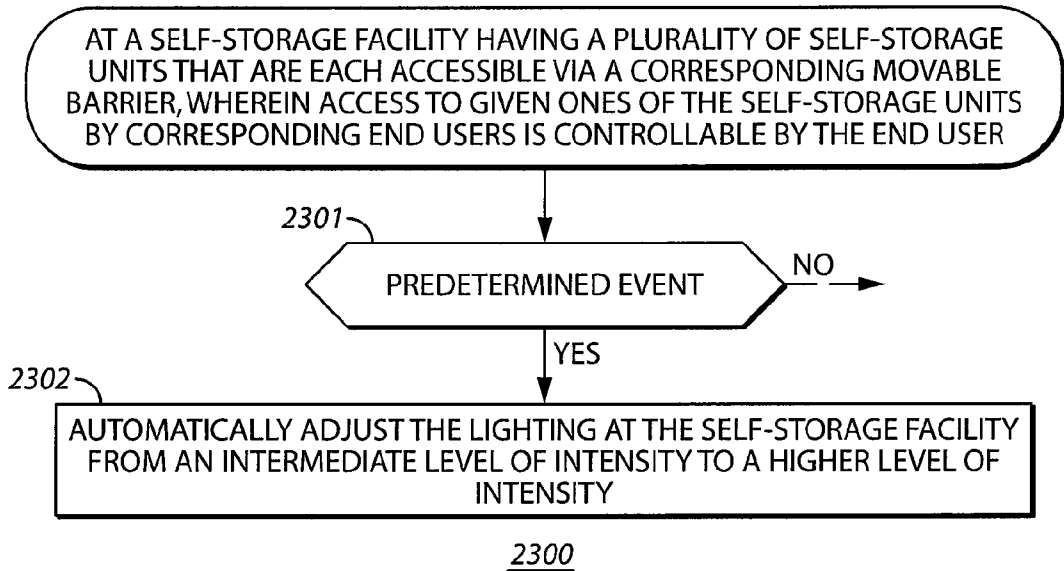 AT A SELF-STORAGE FACILITY HAVING A PLURALITY OF SELF-STORAGE
UNITS THAT ARE EACH ACCESSIBLE VIA A CORRESPONDING MOVABLE
BARRIER, WHEREIN ACCESS TO GIVEN ONES OF THE SELF-STORAGE UNITS
BY CORRESPONDING END USERS IS CONTROLLABLE BY THE END USER
2301
PREDETERMINED EVENT
NO
YES
2302
AUTOMATICALLY ADJUST THE LIGHTING AT THE SELF-STORAGE FACILITY
FROM AN INTERMEDIATE LEVEL OF INTENSITY TO A HIGHER LEVEL OF
INTENSITY
2300